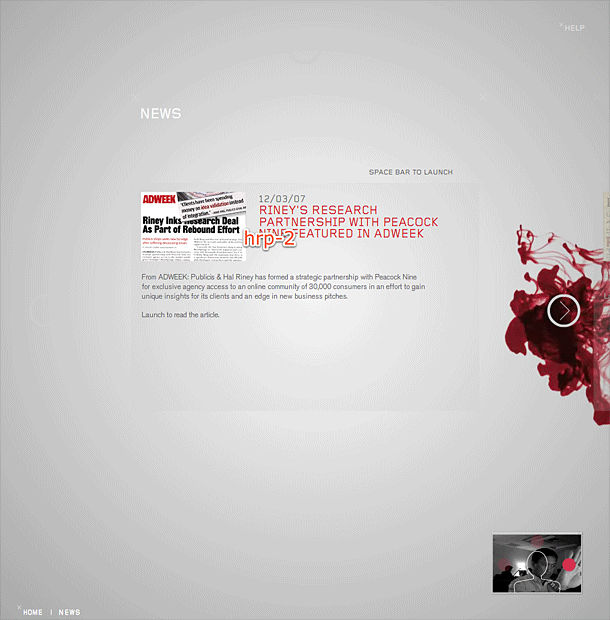 HELP
NEWS
SPACE BAR TO LAUNCH
ADWEEK
"Clients have been spending
money on idea validation instead
of integration."
Riney Inks Research Deal
As Part of Rebound Effort
12/03/07
RINEY'S RESEARCH
PARTNERSHIP WITH PEACOCK
NINE FEATURED IN ADWEEK
hrp-2
From ADWEEK: Publicis & Hal Riney has formed a strategic partnership with Peacock Nine
for exclusive agency access to an online community of 30,000 consumers in an effort to gain
unique insights for its clients and an edge in new business pitches.
Launch to read the article.
HOME | NEWS